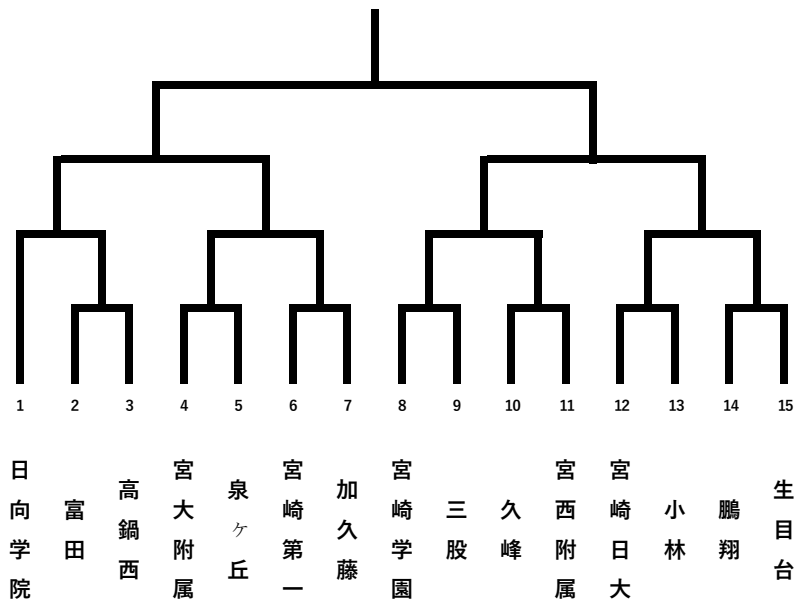 1 2 3 4 5 6 7 8 9 10 11 12 13 14 15
日向学院
富田
高鍋西
宮大附属
泉ヶ丘
宮崎第一
加久藤
宮崎学園
三股
久峰
宮西附属
宮崎日大
小林
鵬翔
生目台